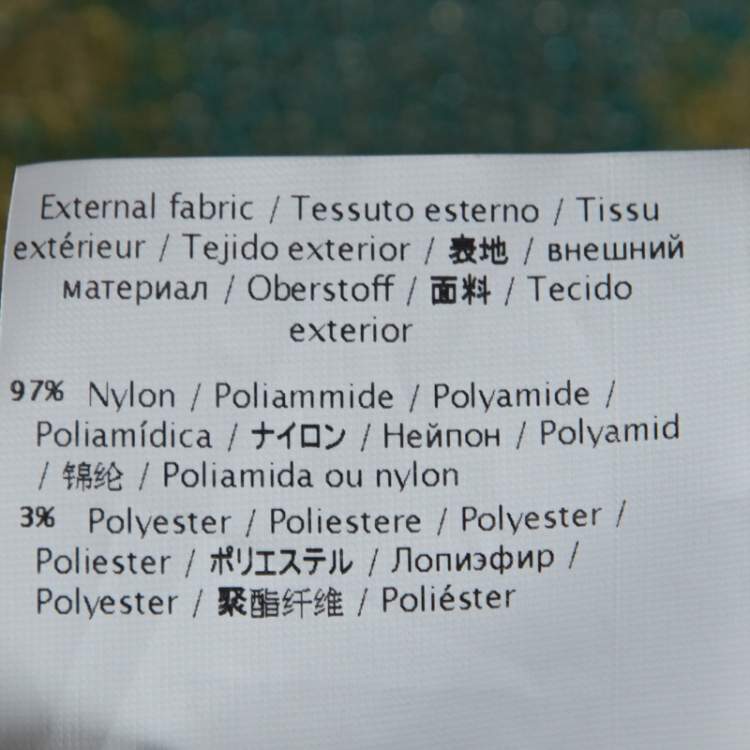 External fabric / Tessuto esterno / Tissu
extérieur / Tejido exterior / 表地 / внешний
материал / Oberstoff / 面料 / Tecido
exterior
97% Nylon / Poliammide / Polyamide /
Poliamídica / ナイロン / Нейпон / Polyamid
/ 锦纶 / Poliamida ou nylon
3% Polyester / Poliestere / Polyester /
Poliester / ポリエステル / Лопиэфир /
Polyester / 聚酯纤维 / Poliéster